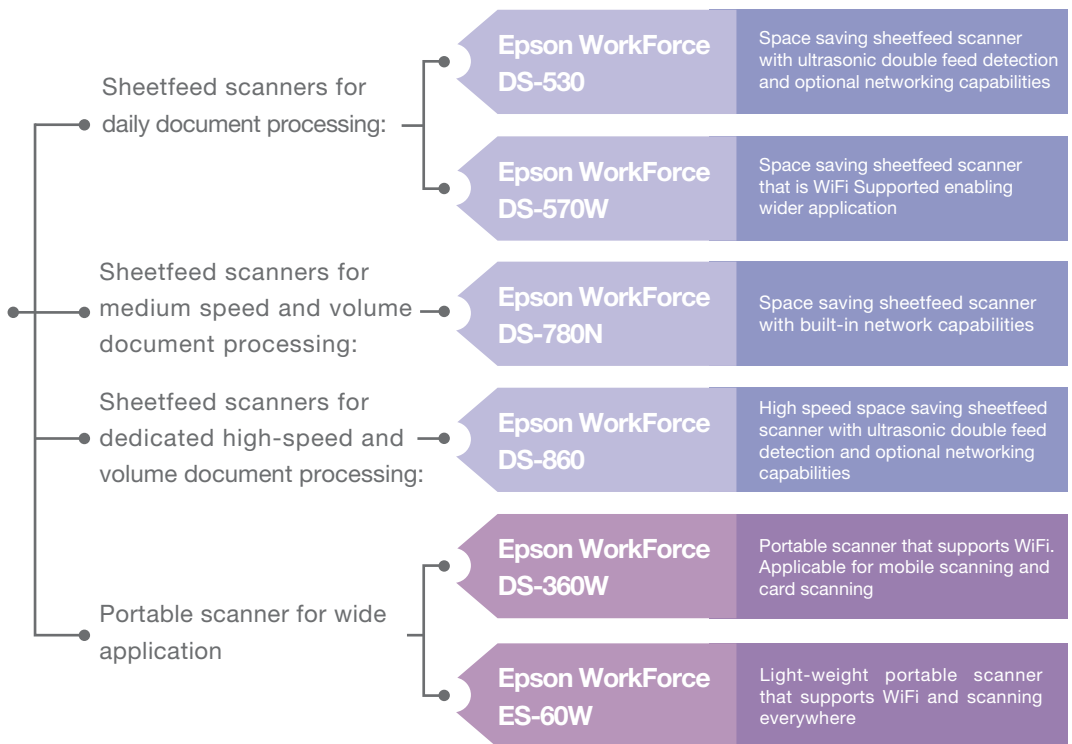 Sheetfeed scanners for
daily document processing:
Epson WorkForce
DS-530
Space saving sheetfeed scanner
with ultrasonic double feed detection
and optional networking capabilities
Epson WorkForce
DS-570W
Space saving sheetfeed scanner
that is WiFi Supported enabling
wider application
Sheetfeed scanners for
medium speed and volume
document processing:
Epson WorkForce
DS-780N
Space saving sheetfeed scanner
with built-in network capabilities
Sheetfeed scanners for
dedicated high-speed and
volume document processing:
Epson WorkForce
DS-860
High speed space saving sheetfeed
scanner with ultrasonic double feed
detection and optional networking
capabilities
Portable scanner for wide
application
Epson WorkForce
DS-360W
Portable scanner that supports WiFi.
Applicable for mobile scanning and
card scanning
Epson WorkForce
ES-60W
Light-weight portable scanner
that supports WiFi and scanning
everywhere